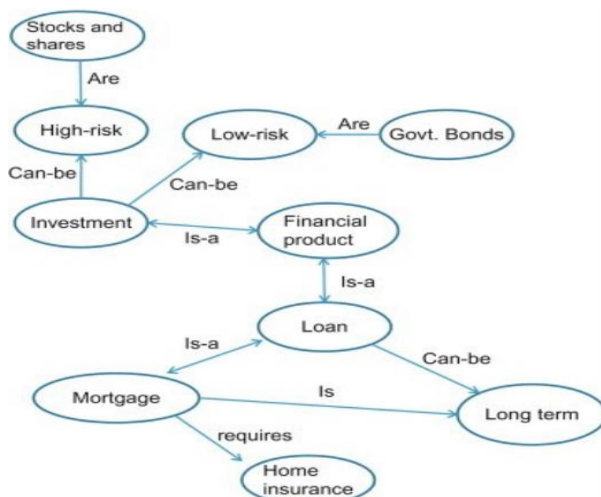 Stocks and
shares
Are
High-risk
Low-risk
Are
Govt. Bonds
Can-be
Can-be
Investment
Financial
product
Is-a
Is-a
Loan
Is-a
Can-be
Mortgage
Is
Long term
requires
Home
insurance